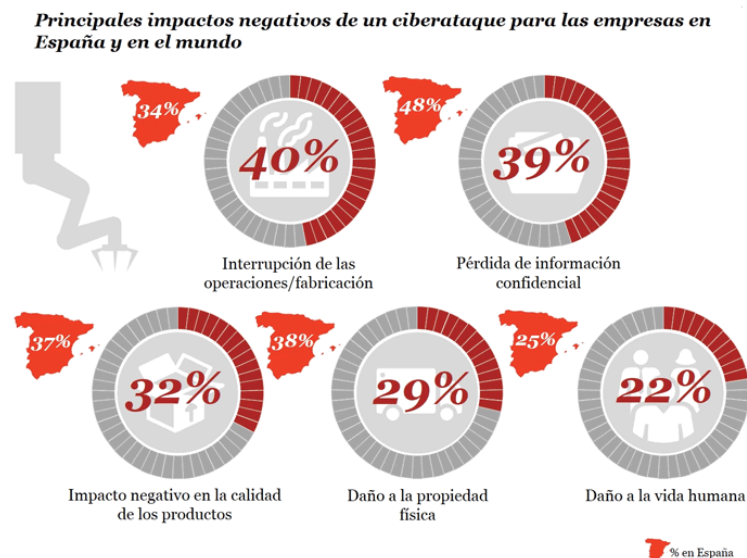 Principales impactos negativos de un ciberataque para las empresas en
España y en el mundo
34%
40%
48%
39%
Interrupción de las
operaciones/fabricación
Pérdida de información
confidencial
37%
32%
38%
29%
25%
22%
Impacto negativo en la calidad
de los productos
Daño a la propiedad
física
Daño a la vida humana
% en España